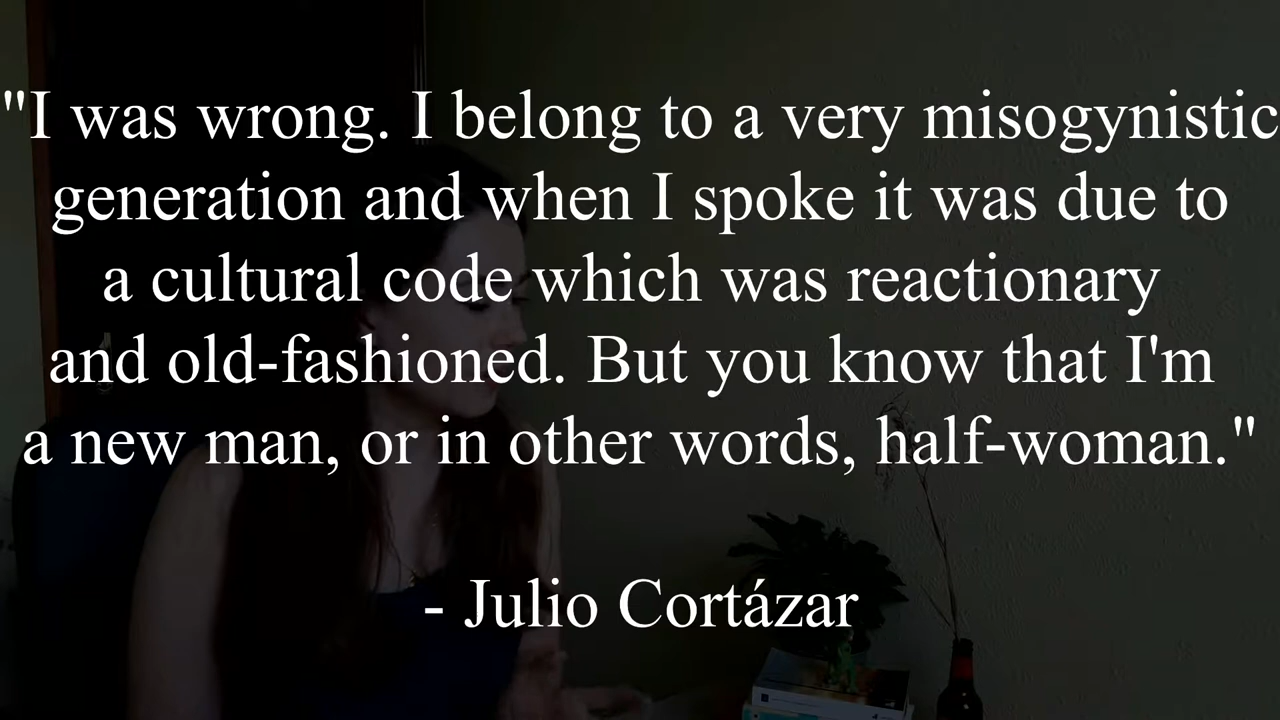 "I was wrong. I belong to a very misogynistic
generation and when I spoke it was due to
a cultural code which was reactionary
and old-fashioned. But you know that I'm
a new man, or in other words, half-woman."
- Julio Cortázar